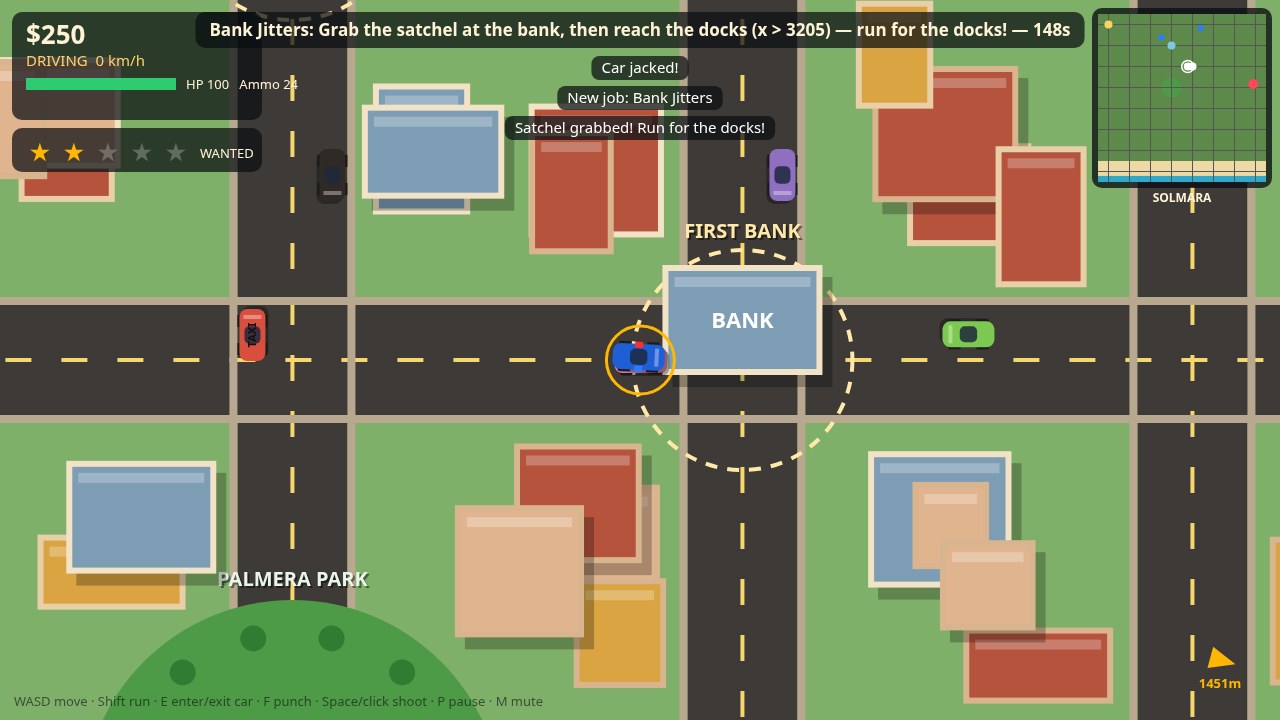 $250
DRIVING 0 km/h
HP 100 Ammo 24
WANTED
Bank Jitters: Grab the satchel at the bank, then reach the docks (x > 3205) — run for the docks! — 148s
Car jacked!
New job: Bank Jitters
Satchel grabbed! Run for the docks!
SOLMARA
FIRST BANK
BANK
TAXI
PALMERA PARK
1451m
WASD move · Shift run · E enter/exit car · F punch · Space/click shoot · P pause · M mute